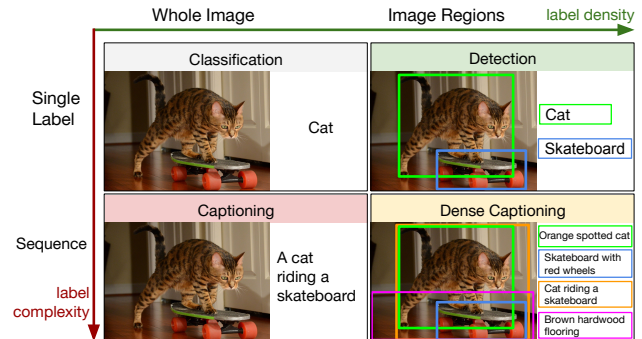 Whole Image
Image Regions
label density
Single
Label
Classification
Cat
Detection
Cat
Skateboard
Sequence
label
complexity
Captioning
A cat
riding a
skateboard
Dense Captioning
Orange spotted cat
Skateboard with
red wheels
Cat riding a
skateboard
Brown hardwood
flooring